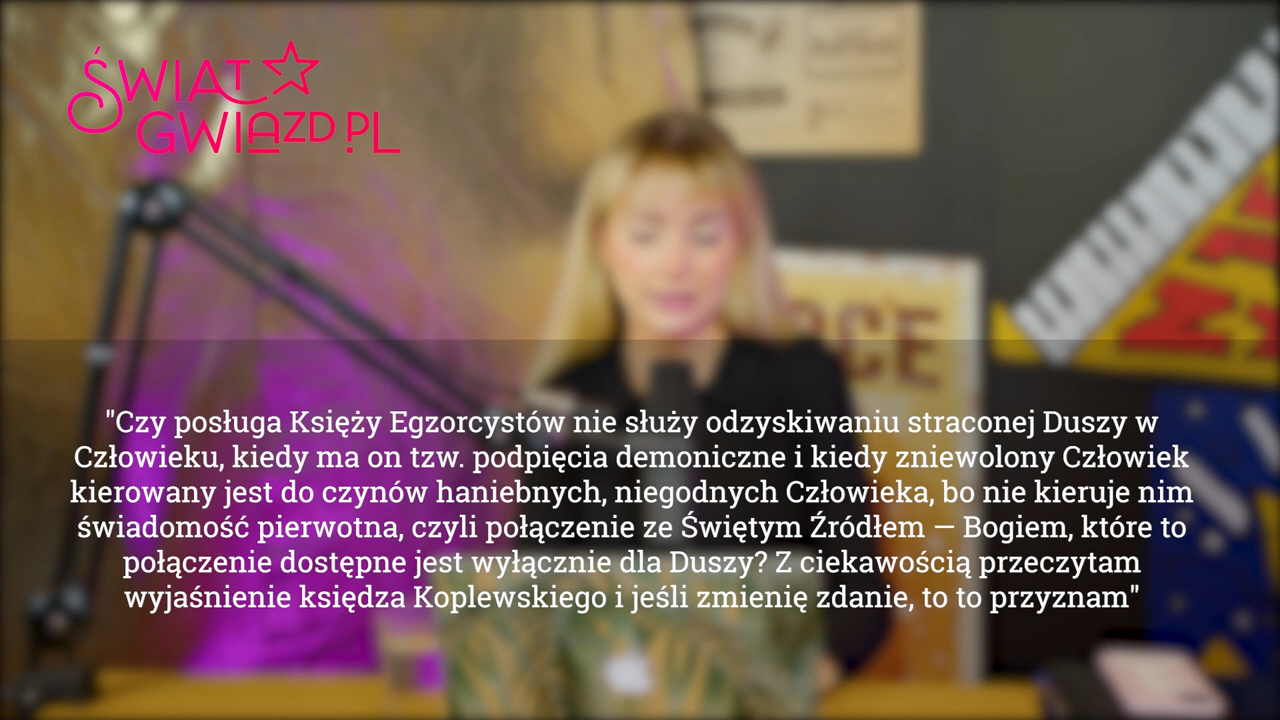 ŚWIAT
GWIAZD.PL
"Czy posługa Księży Egzorcystów nie służy odzyskiwaniu straconej Duszy w
Człowieku, kiedy ma on tzw. podpięcia demoniczne i kiedy zniewolony Człowiek
kierowany jest do czynów haniebnych, niegodnych Człowieka, bo nie kieruje nim
świadomość pierwotna, czyli połączenie ze Świętym Źródłem — Bogiem, które to
połączenie dostępne jest wyłącznie dla Duszy? Z ciekawością przeczytam
wyjaśnienie księdza Koplewskiego i jeśli zmienię zdanie, to to przyznam"